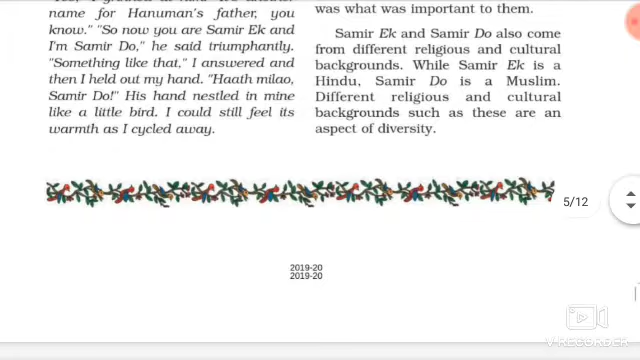 name for Hanuman's father, you
know." "So now you are Samir Ek and
I'm Samir Do," he said triumphantly.
"Something like that," I answered and
then I held out my hand. "Haath milao,
Samir Do!" His hand nestled in mine
like a little bird. I could still feel its
warmth as I cycled away.
was what was important to them.
Samir Ek and Samir Do also come
from different religious and cultural
backgrounds. While Samir Ek is a
Hindu, Samir Do is a Muslim.
Different religious and cultural
backgrounds such as these are an
aspect of diversity.
5/12
2019-20
2019-20
V-RECORDER